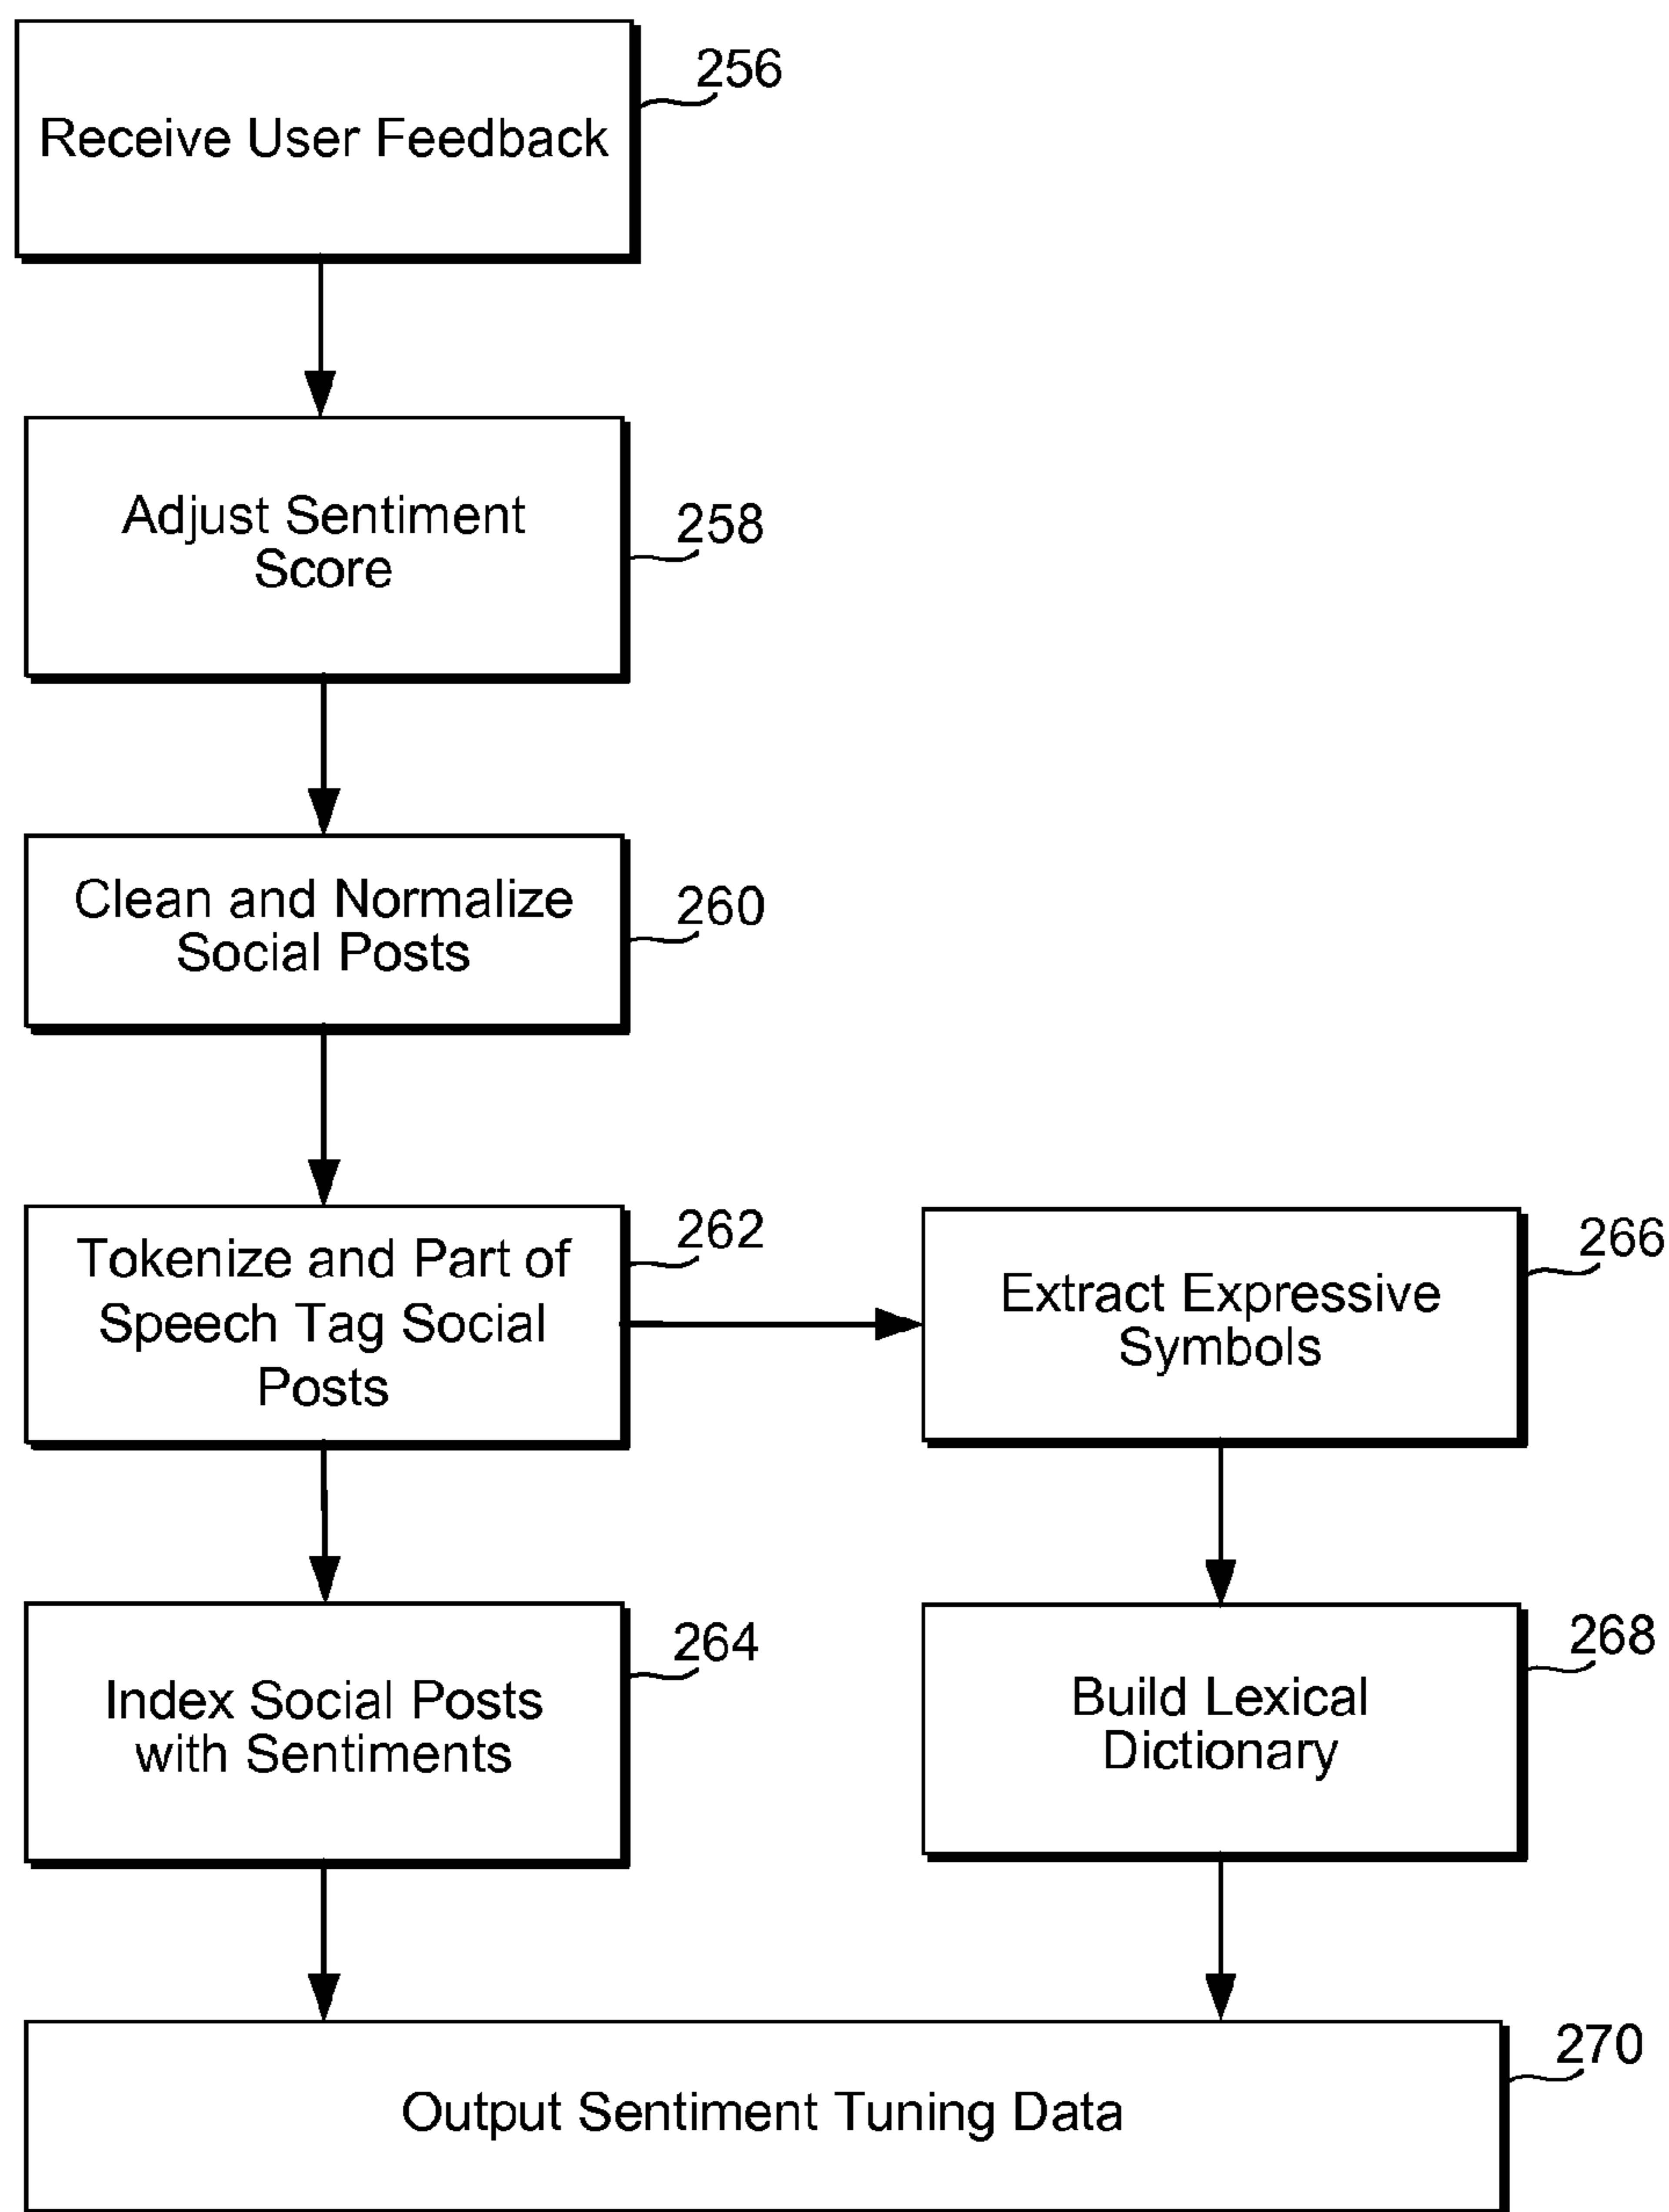 256
Receive User Feedback
Adjust Sentiment
Score
258
Clean and Normalize
Social Posts
260
Tokenize and Part of
Speech Tag Social
Posts
262
Extract Expressive
Symbols
266
Index Social Posts
with Sentiments
264
Build Lexical
Dictionary
268
Output Sentiment Tuning Data
270